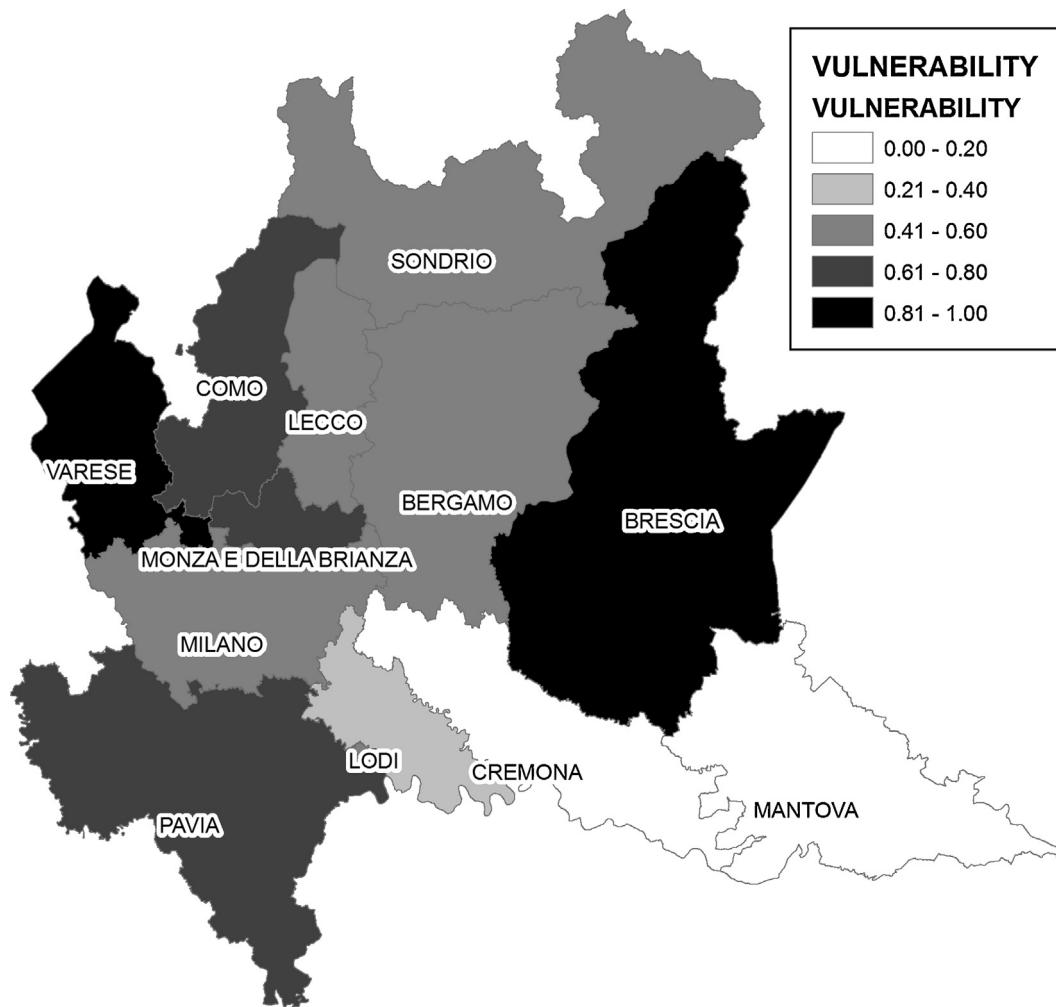 VULNERABILITY
VULNERABILITY
0.00 - 0.20
0.21 - 0.40
0.41 - 0.60
0.61 - 0.80
0.81 - 1.00
SONDRIO
COMO
LECCO
VARESE
BERGAMO
BRESCIA
MONZA E DELLA BRIANZA
MILANO
LODI
CREMONA
MANTOVA
PAVIA